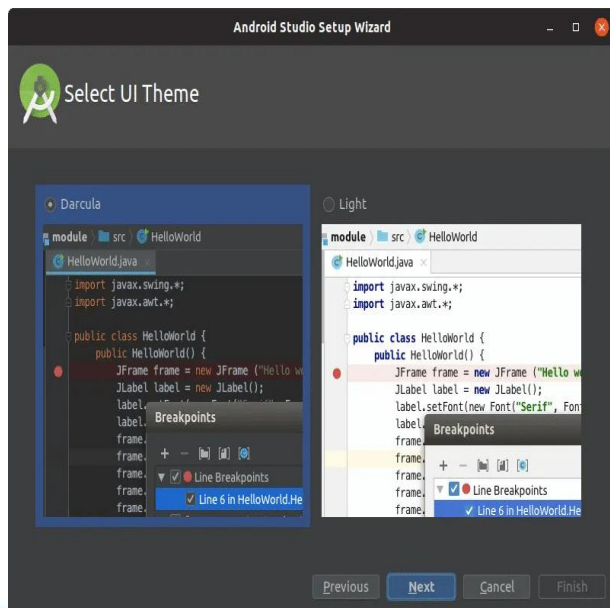 Android Studio Setup Wizard
Select UI Theme
Darcula
module
src
HelloWorld
HelloWorld.java
import javax.swing.*;
import javax.awt.*;
public class HelloWorld {
public HelloWorld() {
JFrame frame = new JFrame ("Hello w
JLabel label = new JLabel();
label.
label.
frame.
frame.
frame.
frame.
frame.
Breakpoints
Line Breakpoints
Line 6 in HelloWorld.He
Light
module
src
HelloWorld
HelloWorld.java
import javax.swing.*;
import javax.awt.*;
public class HelloWorld {
public HelloWorld() {
JFrame frame = new JFrame ("Hello we
JLabel label = new JLabel();
label.setFont(new Font("Serif", Fon
label.
frame.
frame.
frame.
frame.
frame.
Breakpoints
Line Breakpoints
Line 6 in HelloWorld.He
Previous
Next
Cancel
Finish